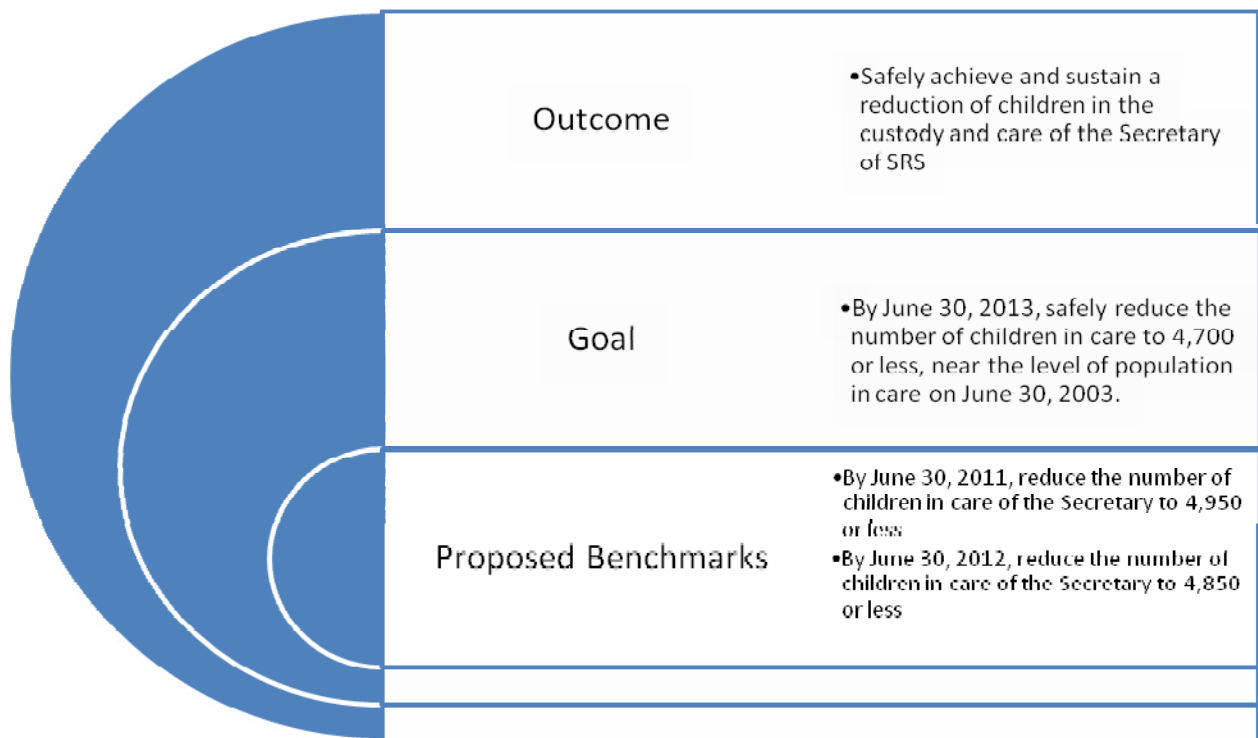 Outcome
•Safely achieve and sustain a
reduction of children in the
custody and care of the Secretary
of SRS
Goal
•By June 30, 2013, safely reduce the
number of children in care to 4,700
or less, near the level of population
in care on June 30, 2003.
Proposed Benchmarks
•By June 30, 2011, reduce the number of
children in care of the Secretary to 4,950
or less
•By June 30, 2012, reduce the number of
children in care of the Secretary to 4,850
or less